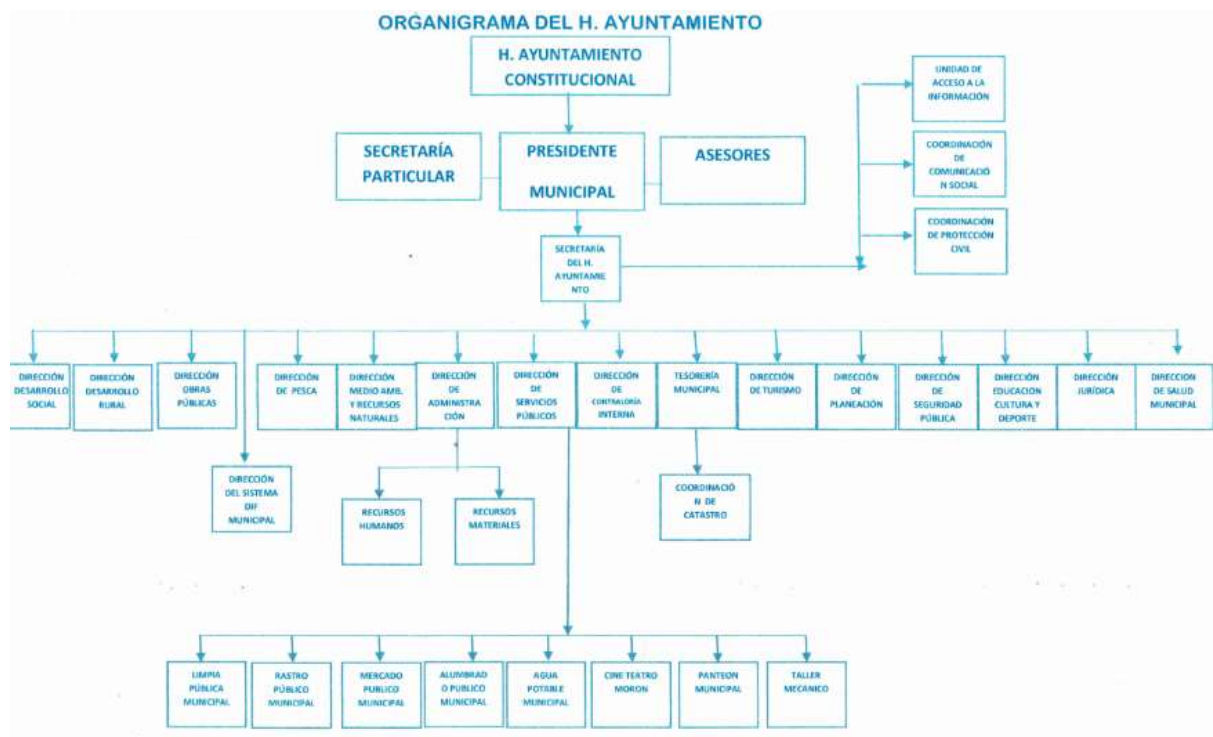 ORGANIGRAMA DEL H. AYUNTAMIENTO
H. AYUNTAMIENTO
CONSTITUCIONAL
UNIDAD DE
ACCESO A LA
INFORMACIÓN
SECRETARÍA
PARTICULAR
PRESIDENTE
MUNICIPAL
ASESORES
COORDINACIÓN
DE
COMUNICACIÓ
N SOCIAL
COORDINACIÓN
DE PROTECCIÓN
CIVIL
SECRETARÍA
DEL H.
AYUNTAMIE
NTO
DIRECCIÓN
DESARROLLO
SOCIAL
DIRECCIÓN
DESARROLLO
RURAL
DIRECCIÓN
OBRAS
PÚBLICAS
DIRECCIÓN
DE PESCA
DIRECCIÓN
MEDIO AMB.
Y RECURSOS
NATURALES
DIRECCIÓN
DE
ADMINISTRA
CIÓN
DIRECCIÓN
DE
SERVICIOS
PÚBLICOS
DIRECCIÓN
DE
CONTRALORÍA
INTERNA
TESORERÍA
MUNICIPAL
DIRECCIÓN
DE TURISMO
DIRECCIÓN
DE
PLANEACIÓN
DIRECCIÓN
DE
SEGURIDAD
PÚBLICA
DIRECCIÓN
EDUCACION
CULTURA Y
DEPORTE
DIRECCIÓN
JURÍDICA
DIRECCION
DE SALUD
MUNICIPAL
DIRECCIÓN
DEL SISTEMA
DIF
MUNICIPAL
RECURSOS
HUMANOS
RECURSOS
MATERIALES
COORDINACIÓ
N DE
CATASTRO
LIMPIA
PÚBLICA
MUNICIPAL
RASTRO
PÚBLICO
MUNICIPAL
MERCADO
PUBLICO
MUNICIPAL
ALUMBRAD
O PUBLICO
MUNICIPAL
AGUA
POTABLE
MUNICIPAL
CINE TEATRO
MORON
PANTEON
MUNICIPAL
TALLER
MECANICO